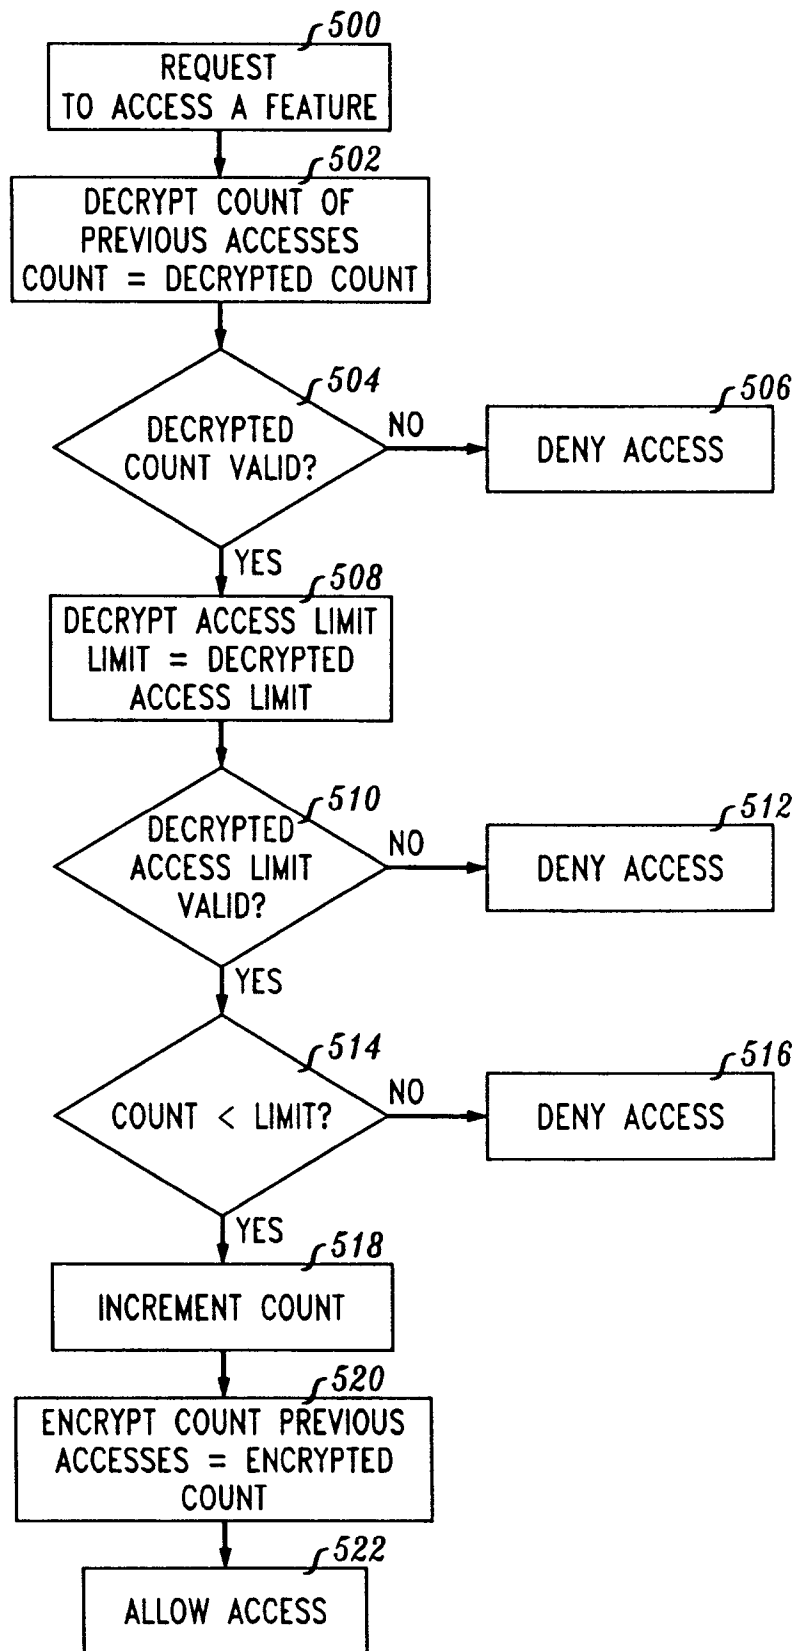 500
REQUEST
TO ACCESS A FEATURE
502
DECRYPT COUNT OF
PREVIOUS ACCESSES
COUNT = DECRYPTED COUNT
504
DECRYPTED
COUNT VALID?
NO
506
DENY ACCESS
YES
508
DECRYPT ACCESS LIMIT
LIMIT = DECRYPTED
ACCESS LIMIT
510
DECRYPTED
ACCESS LIMIT
VALID?
NO
512
DENY ACCESS
YES
514
COUNT < LIMIT?
NO
516
DENY ACCESS
YES
518
INCREMENT COUNT
520
ENCRYPT COUNT PREVIOUS
ACCESSES = ENCRYPTED
COUNT
522
ALLOW ACCESS